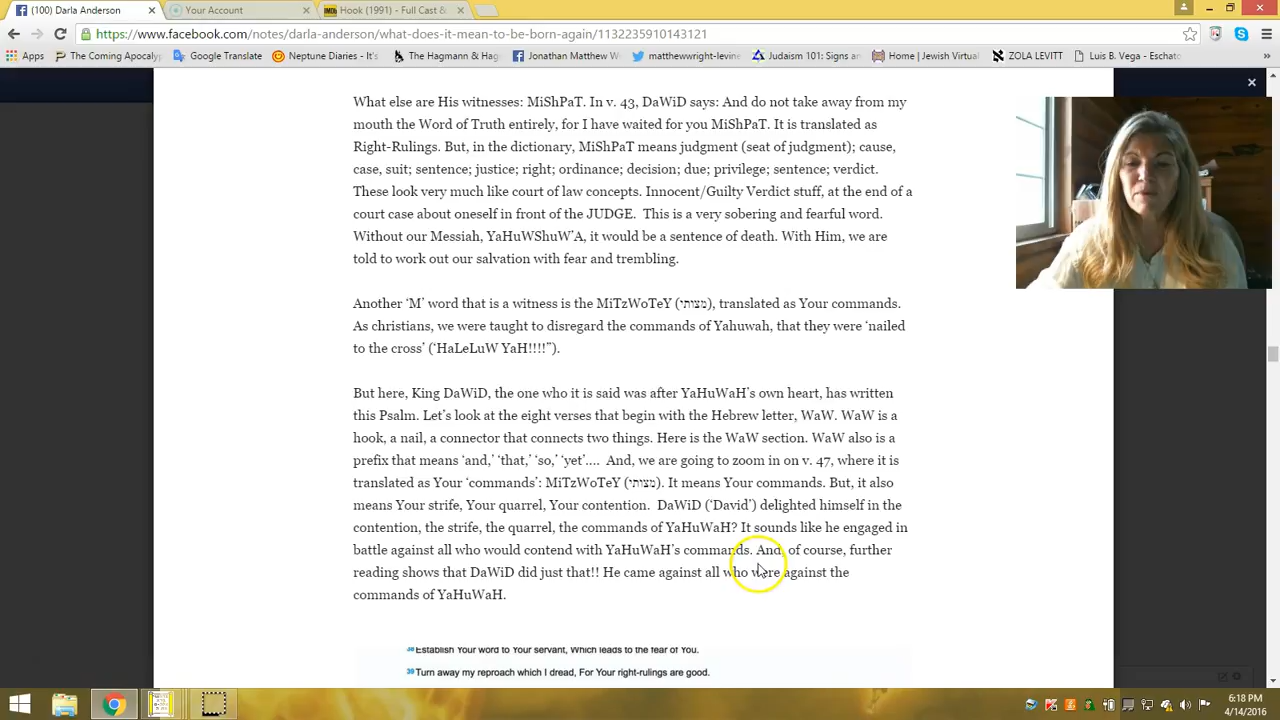 (100) Darla Anderson
Your Account
Hook (1991) - Full Cast &
https://www.facebook.com/notes/darla-anderson/what-does-it-mean-to-be-born-again/1132235910143121
Apps The Coming Apocalyp Google Translate Neptune Diaries - It's The Hagmann & Hag Jonathan Matthew W matthewwright-levine Judaism 101: Signs an Home | Jewish Virtual ZOLA LEVITT Luis B. Vega - Eschato
What else are His witnesses: MiShPaT. In v. 43, DaWiD says: And do not take away from my
mouth the Word of Truth entirely, for I have waited for you MiShPaT. It is translated as
Right-Rulings. But, in the dictionary, MiShPaT means judgment (seat of judgment); cause,
case, suit; sentence; justice; right; ordinance; decision; due; privilege; sentence; verdict.
These look very much like court of law concepts. Innocent/Guilty Verdict stuff, at the end of a
court case about oneself in front of the JUDGE. This is a very sobering and fearful word.
Without our Messiah, YaHuWShuW'A, it would be a sentence of death. With Him, we are
told to work out our salvation with fear and trembling.
Another 'M' word that is a witness is the MiTzWoTeY (מצותי), translated as Your commands.
As christians, we were taught to disregard the commands of Yahuwah, that they were 'nailed
to the cross' ('HaLeLuW YaH!!!!").
But here, King DaWiD, the one who it is said was after YaHuWaH's own heart, has written
this Psalm. Let's look at the eight verses that begin with the Hebrew letter, WaW. WaW is a
hook, a nail, a connector that connects two things. Here is the WaW section. WaW also is a
prefix that means 'and,' 'that,' 'so,' 'yet'.... And, we are going to zoom in on v. 47, where it is
translated as Your 'commands': MiTzWoTeY (מצותי). It means Your commands. But, it also
means Your strife, Your quarrel, Your contention. DaWiD ('David') delighted himself in the
contention, the strife, the quarrel, the commands of YaHuWaH? It sounds like he engaged in
battle against all who would contend with YaHuWaH's commands. And, of course, further
reading shows that DaWiD did just that!! He came against all who were against the
commands of YaHuWaH.
38 Establish Your word to Your servant, Which leads to the fear of You.
39 Turn away my reproach which I dread, For Your right-rulings are good.
6:18 PM
4/14/2016